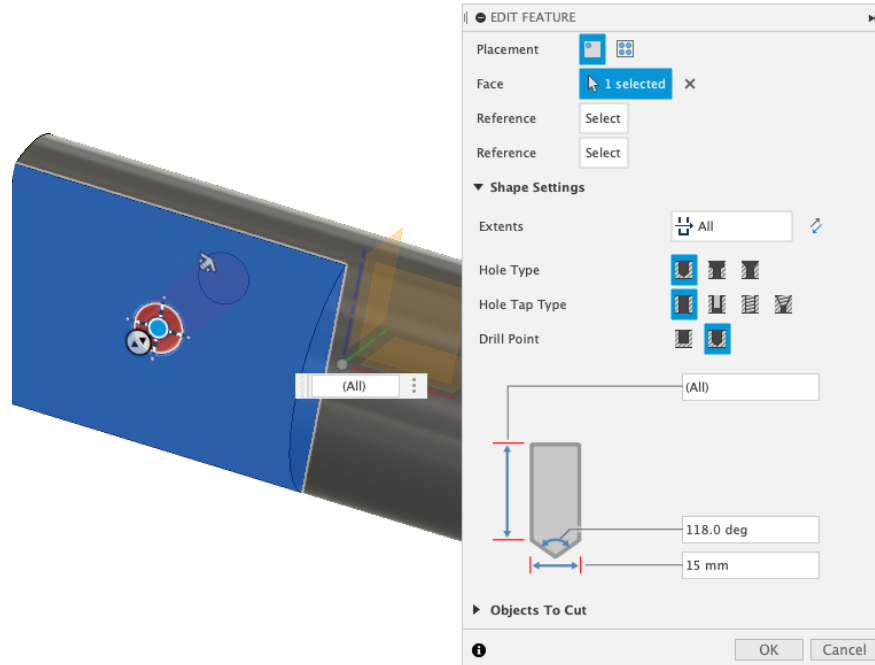 EDIT FEATURE
Placement
Face 1 selected
Reference Select
Reference Select
Shape Settings
Extents All
Hole Type
Hole Tap Type
Drill Point
(All)
(All)
118.0 deg
15 mm
Objects To Cut
OK Cancel